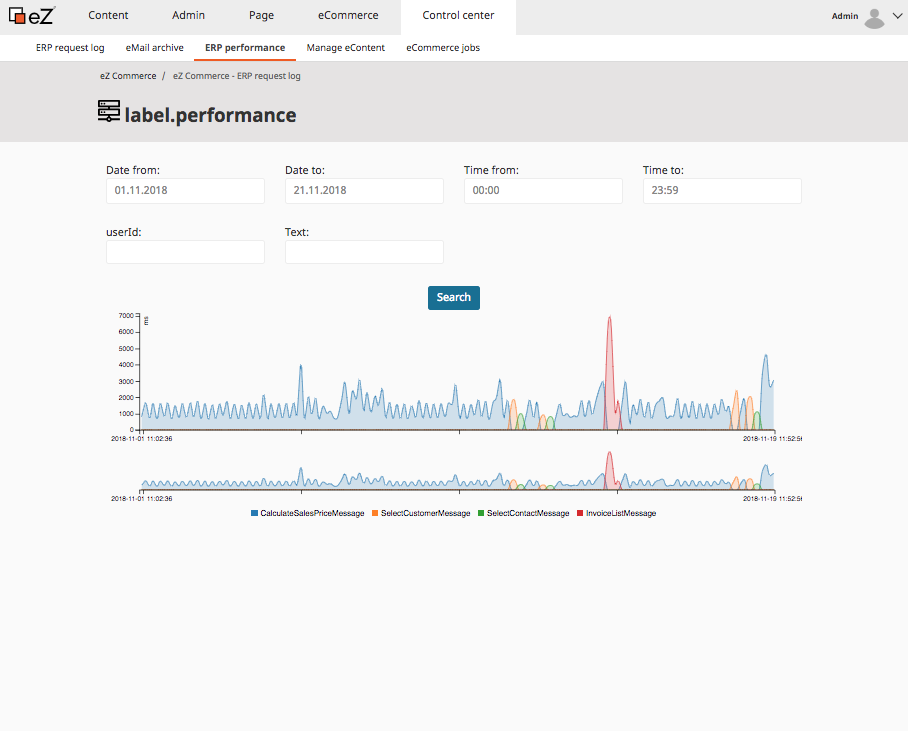 eZ Content Admin Page eCommerce Control center Admin
ERP request log eMail archive ERP performance Manage eContent eCommerce jobs
eZ Commerce / eZ Commerce - ERP request log
label.performance
Date from: Date to: Time from: Time to:
01.11.2018 21.11.2018 00:00 23:59
userId: Text:
Search
7000
ms
6000
5000
4000
3000
2000
1000
0
2018-11-01 11:02:36 2018-11-19 11:52:56
2018-11-01 11:02:36 2018-11-19 11:52:56
CalculateSalesPriceMessage SelectCustomerMessage SelectContactMessage InvoiceListMessage